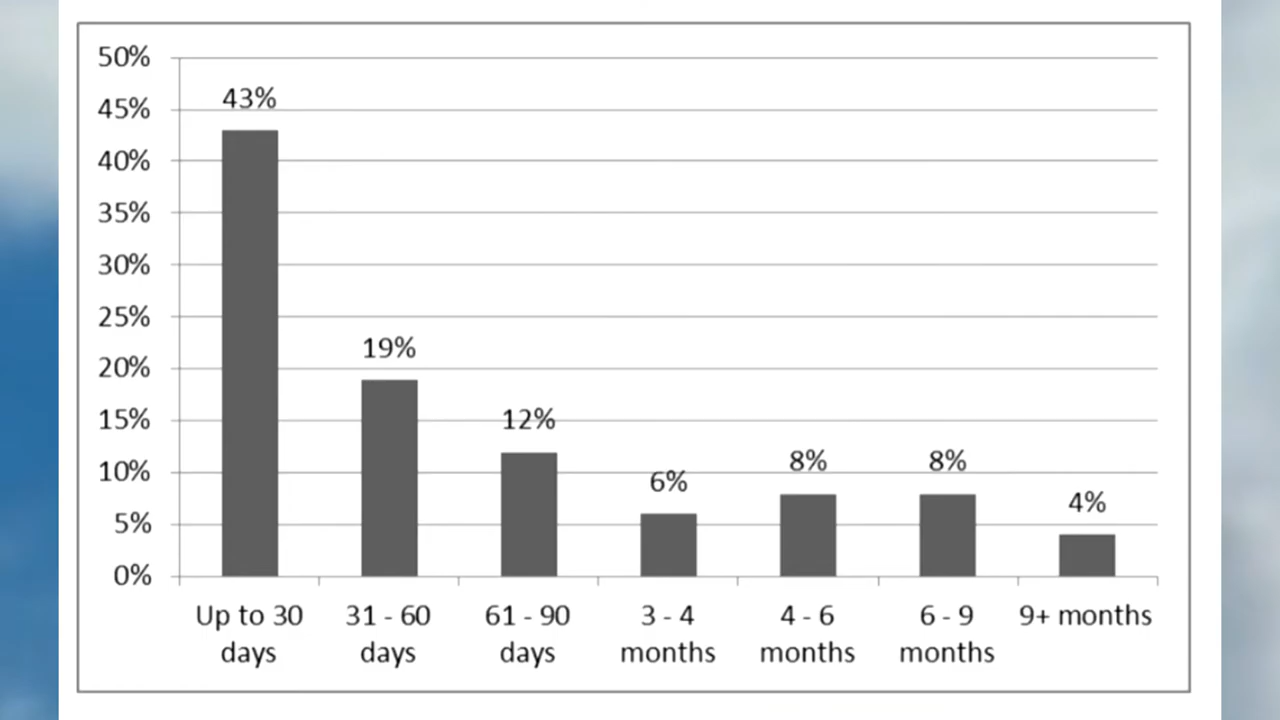 50%
45%
40%
35%
30%
25%
20%
15%
10%
5%
0%
43%
19%
12%
6%
8%
8%
4%
Up to 30 days
31 - 60 days
61 - 90 days
3 - 4 months
4 - 6 months
6 - 9 months
9+ months